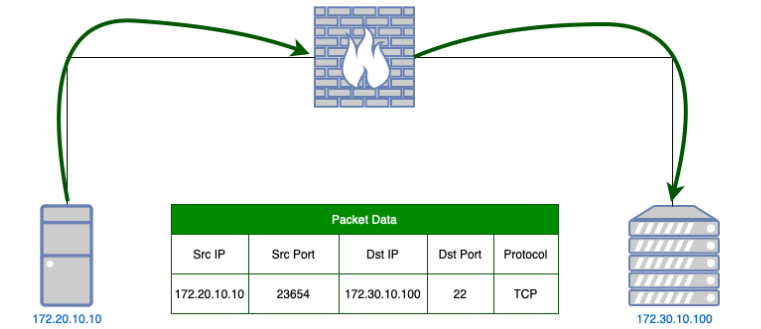 Packet Data
Src IP Src Port Dst IP Dst Port Protocol
172.20.10.10 23654 172.30.10.100 22 TCP
172.20.10.10 172.30.10.100